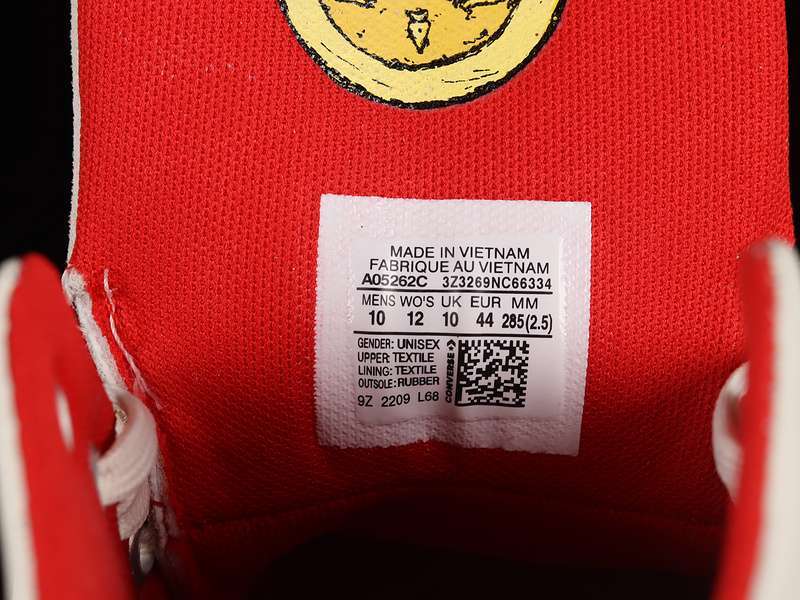 MADE IN VIETNAM
FABRIQUE AU VIETNAM
A05262C 3Z3269NC66334
MENS WO'S UK EUR MM
10 12 10 44 285(2.5)
GENDER: UNISEX
UPPER: TEXTILE
LINING: TEXTILE
OUTSOLE: RUBBER
9Z 2209 L68
CONVERSE